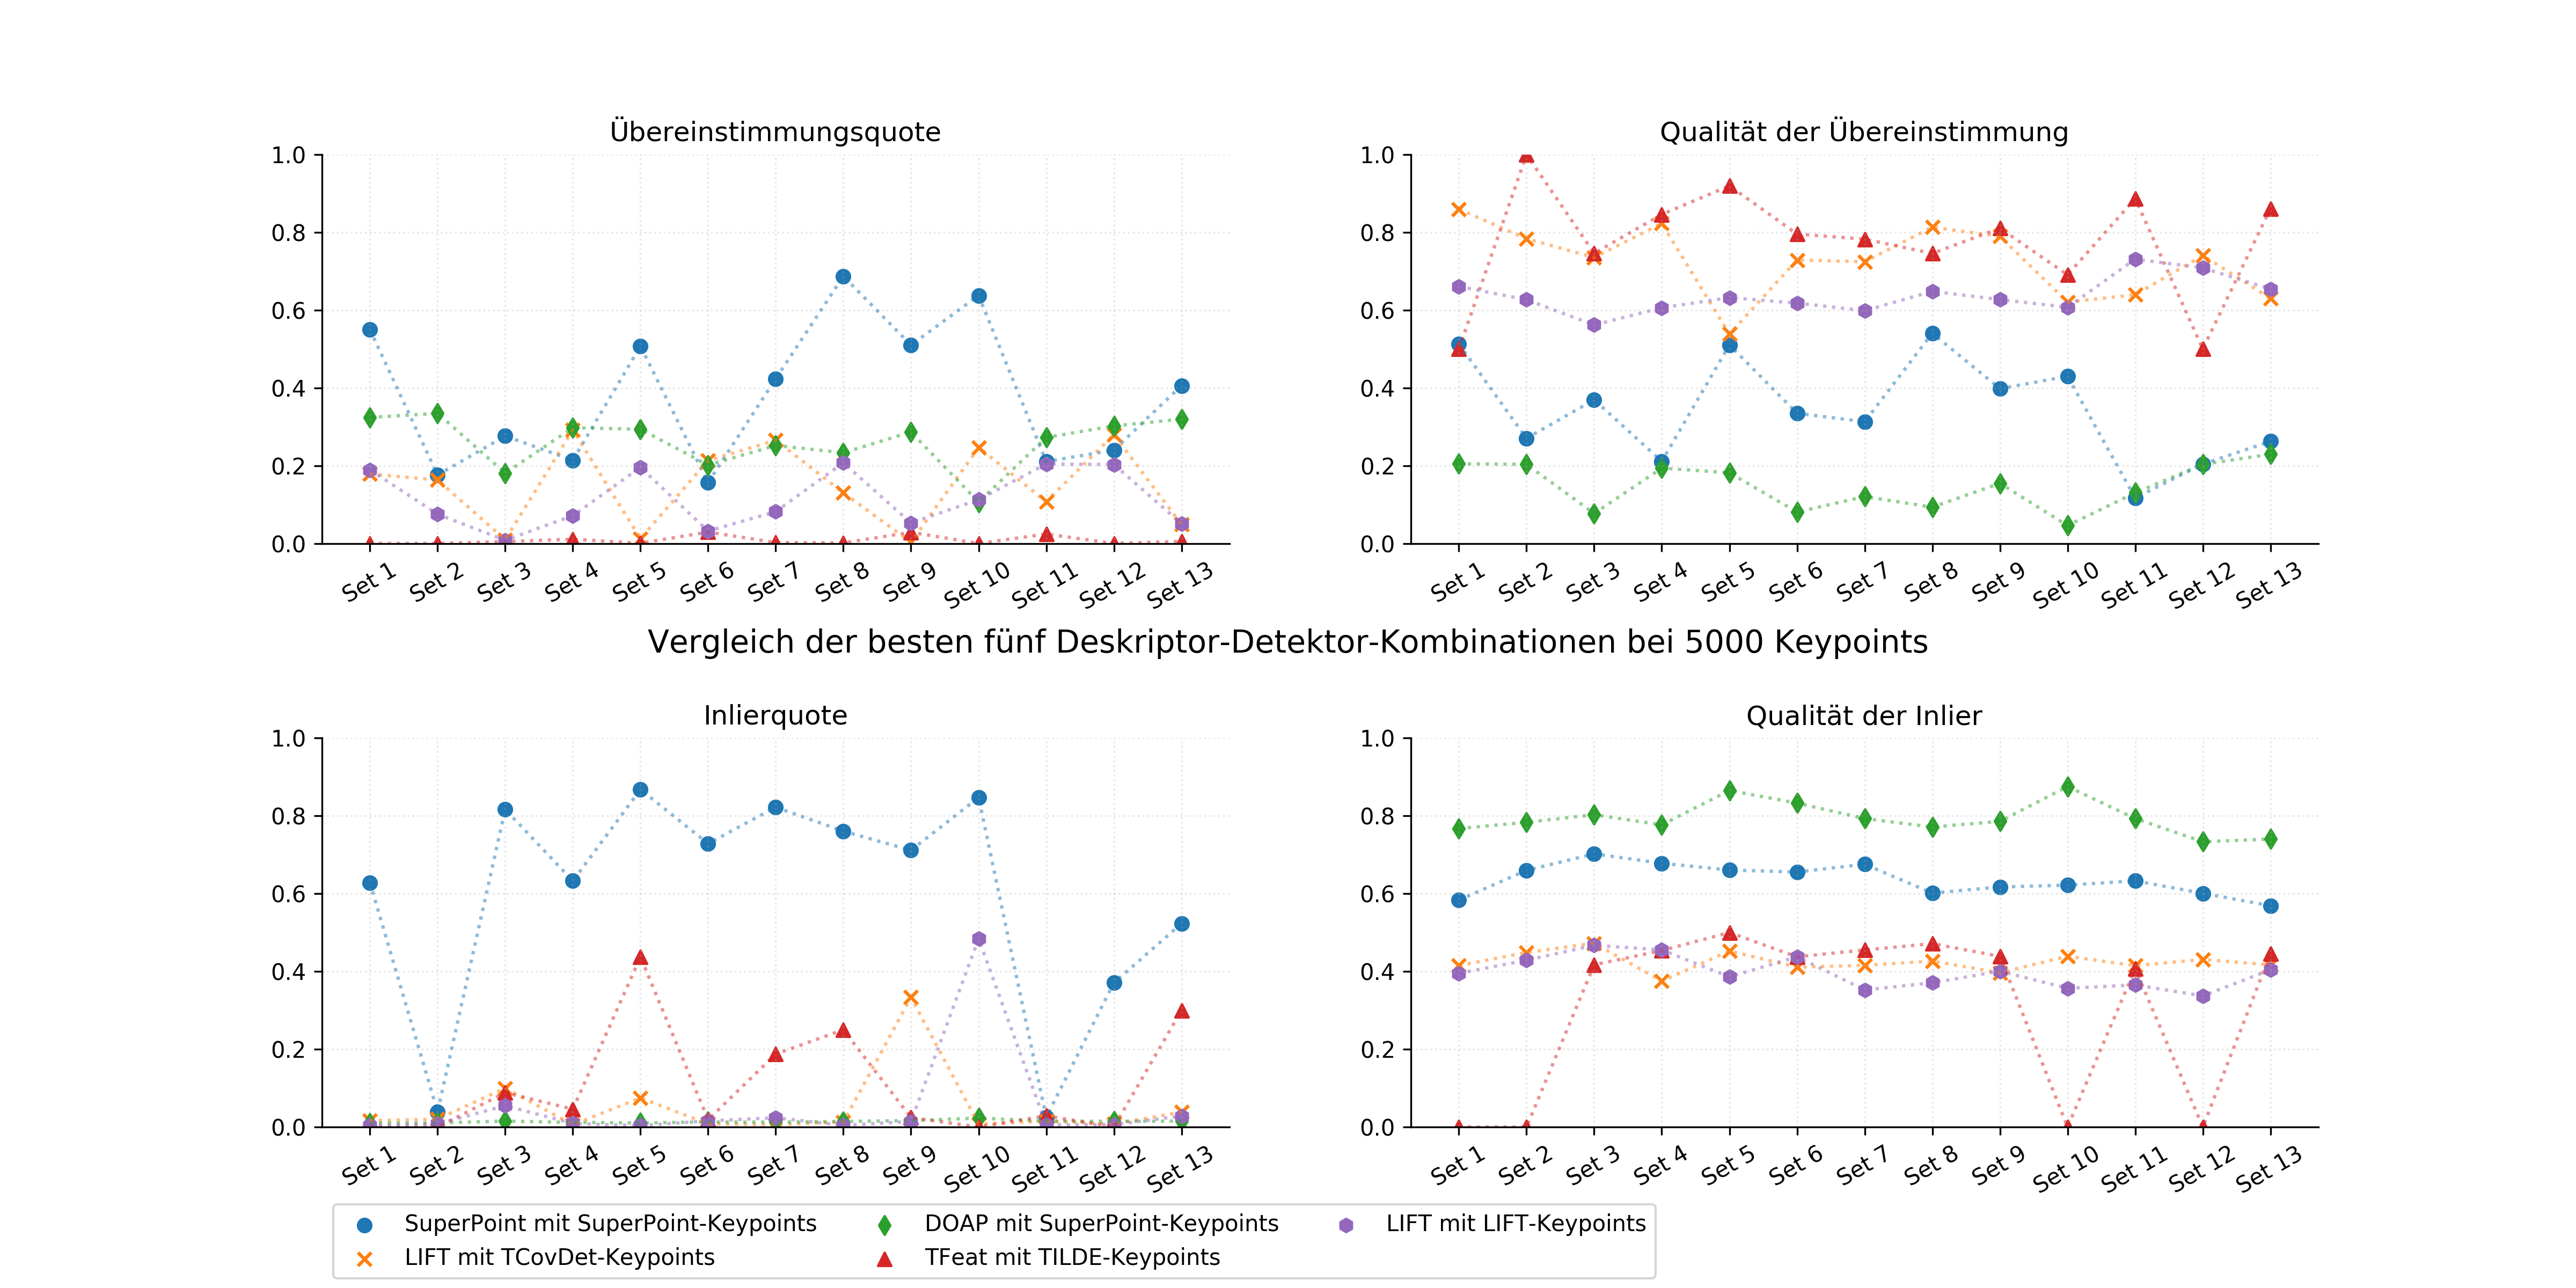 Übereinstimmungsquote
1.0
0.8
0.6
0.4
0.2
0.0
Set 1 Set 2 Set 3 Set 4 Set 5 Set 6 Set 7 Set 8 Set 9 Set 10 Set 11 Set 12 Set 13
Qualität der Übereinstimmung
1.0
0.8
0.6
0.4
0.2
0.0
Set 1 Set 2 Set 3 Set 4 Set 5 Set 6 Set 7 Set 8 Set 9 Set 10 Set 11 Set 12 Set 13
Vergleich der besten fünf Deskriptor-Detektor-Kombinationen bei 5000 Keypoints
Inlierquote
1.0
0.8
0.6
0.4
0.2
0.0
Set 1 Set 2 Set 3 Set 4 Set 5 Set 6 Set 7 Set 8 Set 9 Set 10 Set 11 Set 12 Set 13
Qualität der Inlier
1.0
0.8
0.6
0.4
0.2
0.0
Set 1 Set 2 Set 3 Set 4 Set 5 Set 6 Set 7 Set 8 Set 9 Set 10 Set 11 Set 12 Set 13
SuperPoint mit SuperPoint-Keypoints
LIFT mit TCovDet-Keypoints
DOAP mit SuperPoint-Keypoints
TFeat mit TILDE-Keypoints
LIFT mit LIFT-Keypoints